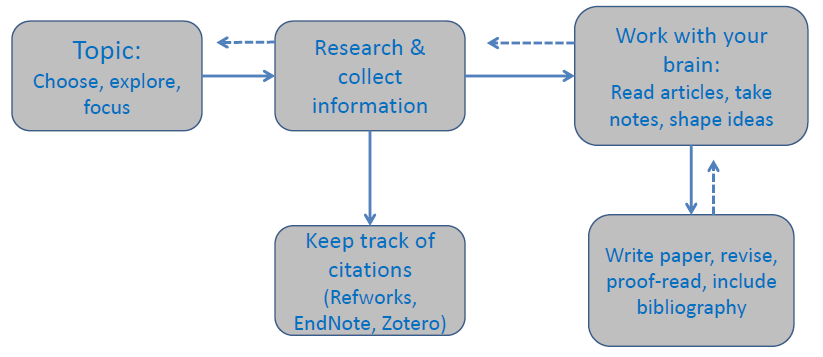 Topic:
Choose, explore,
focus
Research &
collect
information
Work with your
brain:
Read articles, take
notes, shape ideas
Keep track of
citations
(Refworks,
EndNote, Zotero)
Write paper, revise,
proof-read, include
bibliography